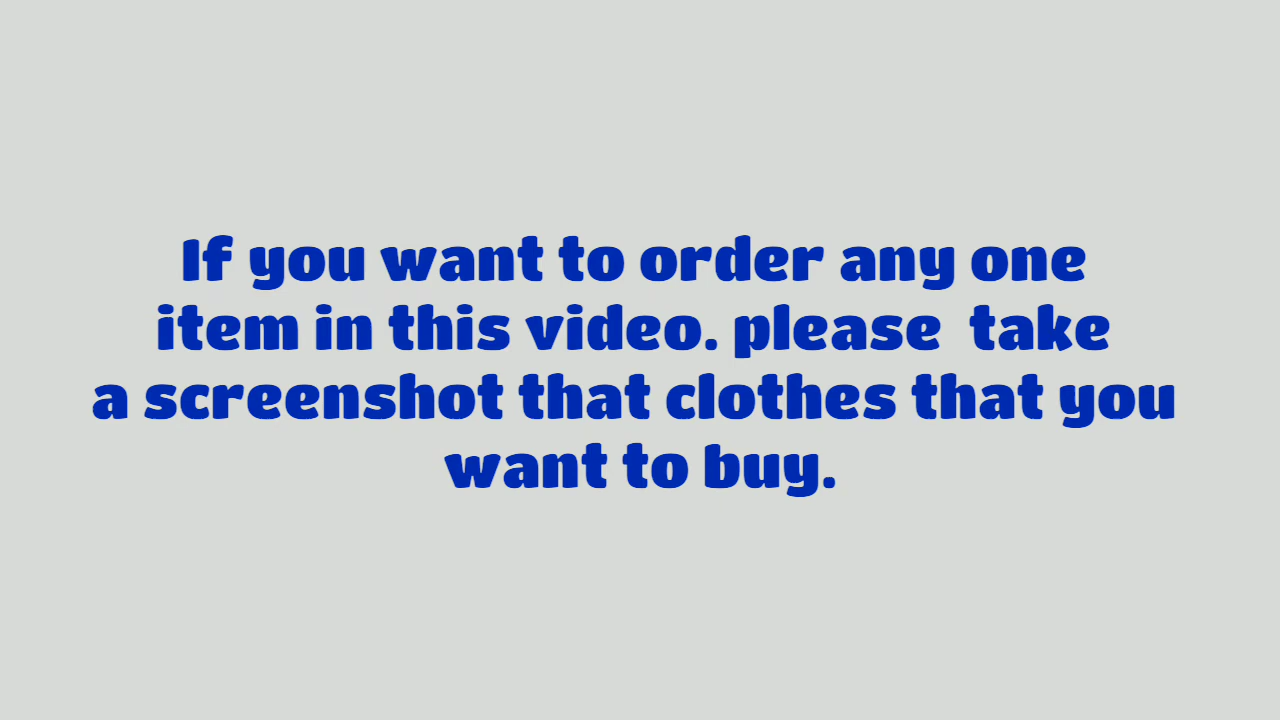 If you want to order any one
item in this video. please  take
a screenshot that clothes that you
want to buy.